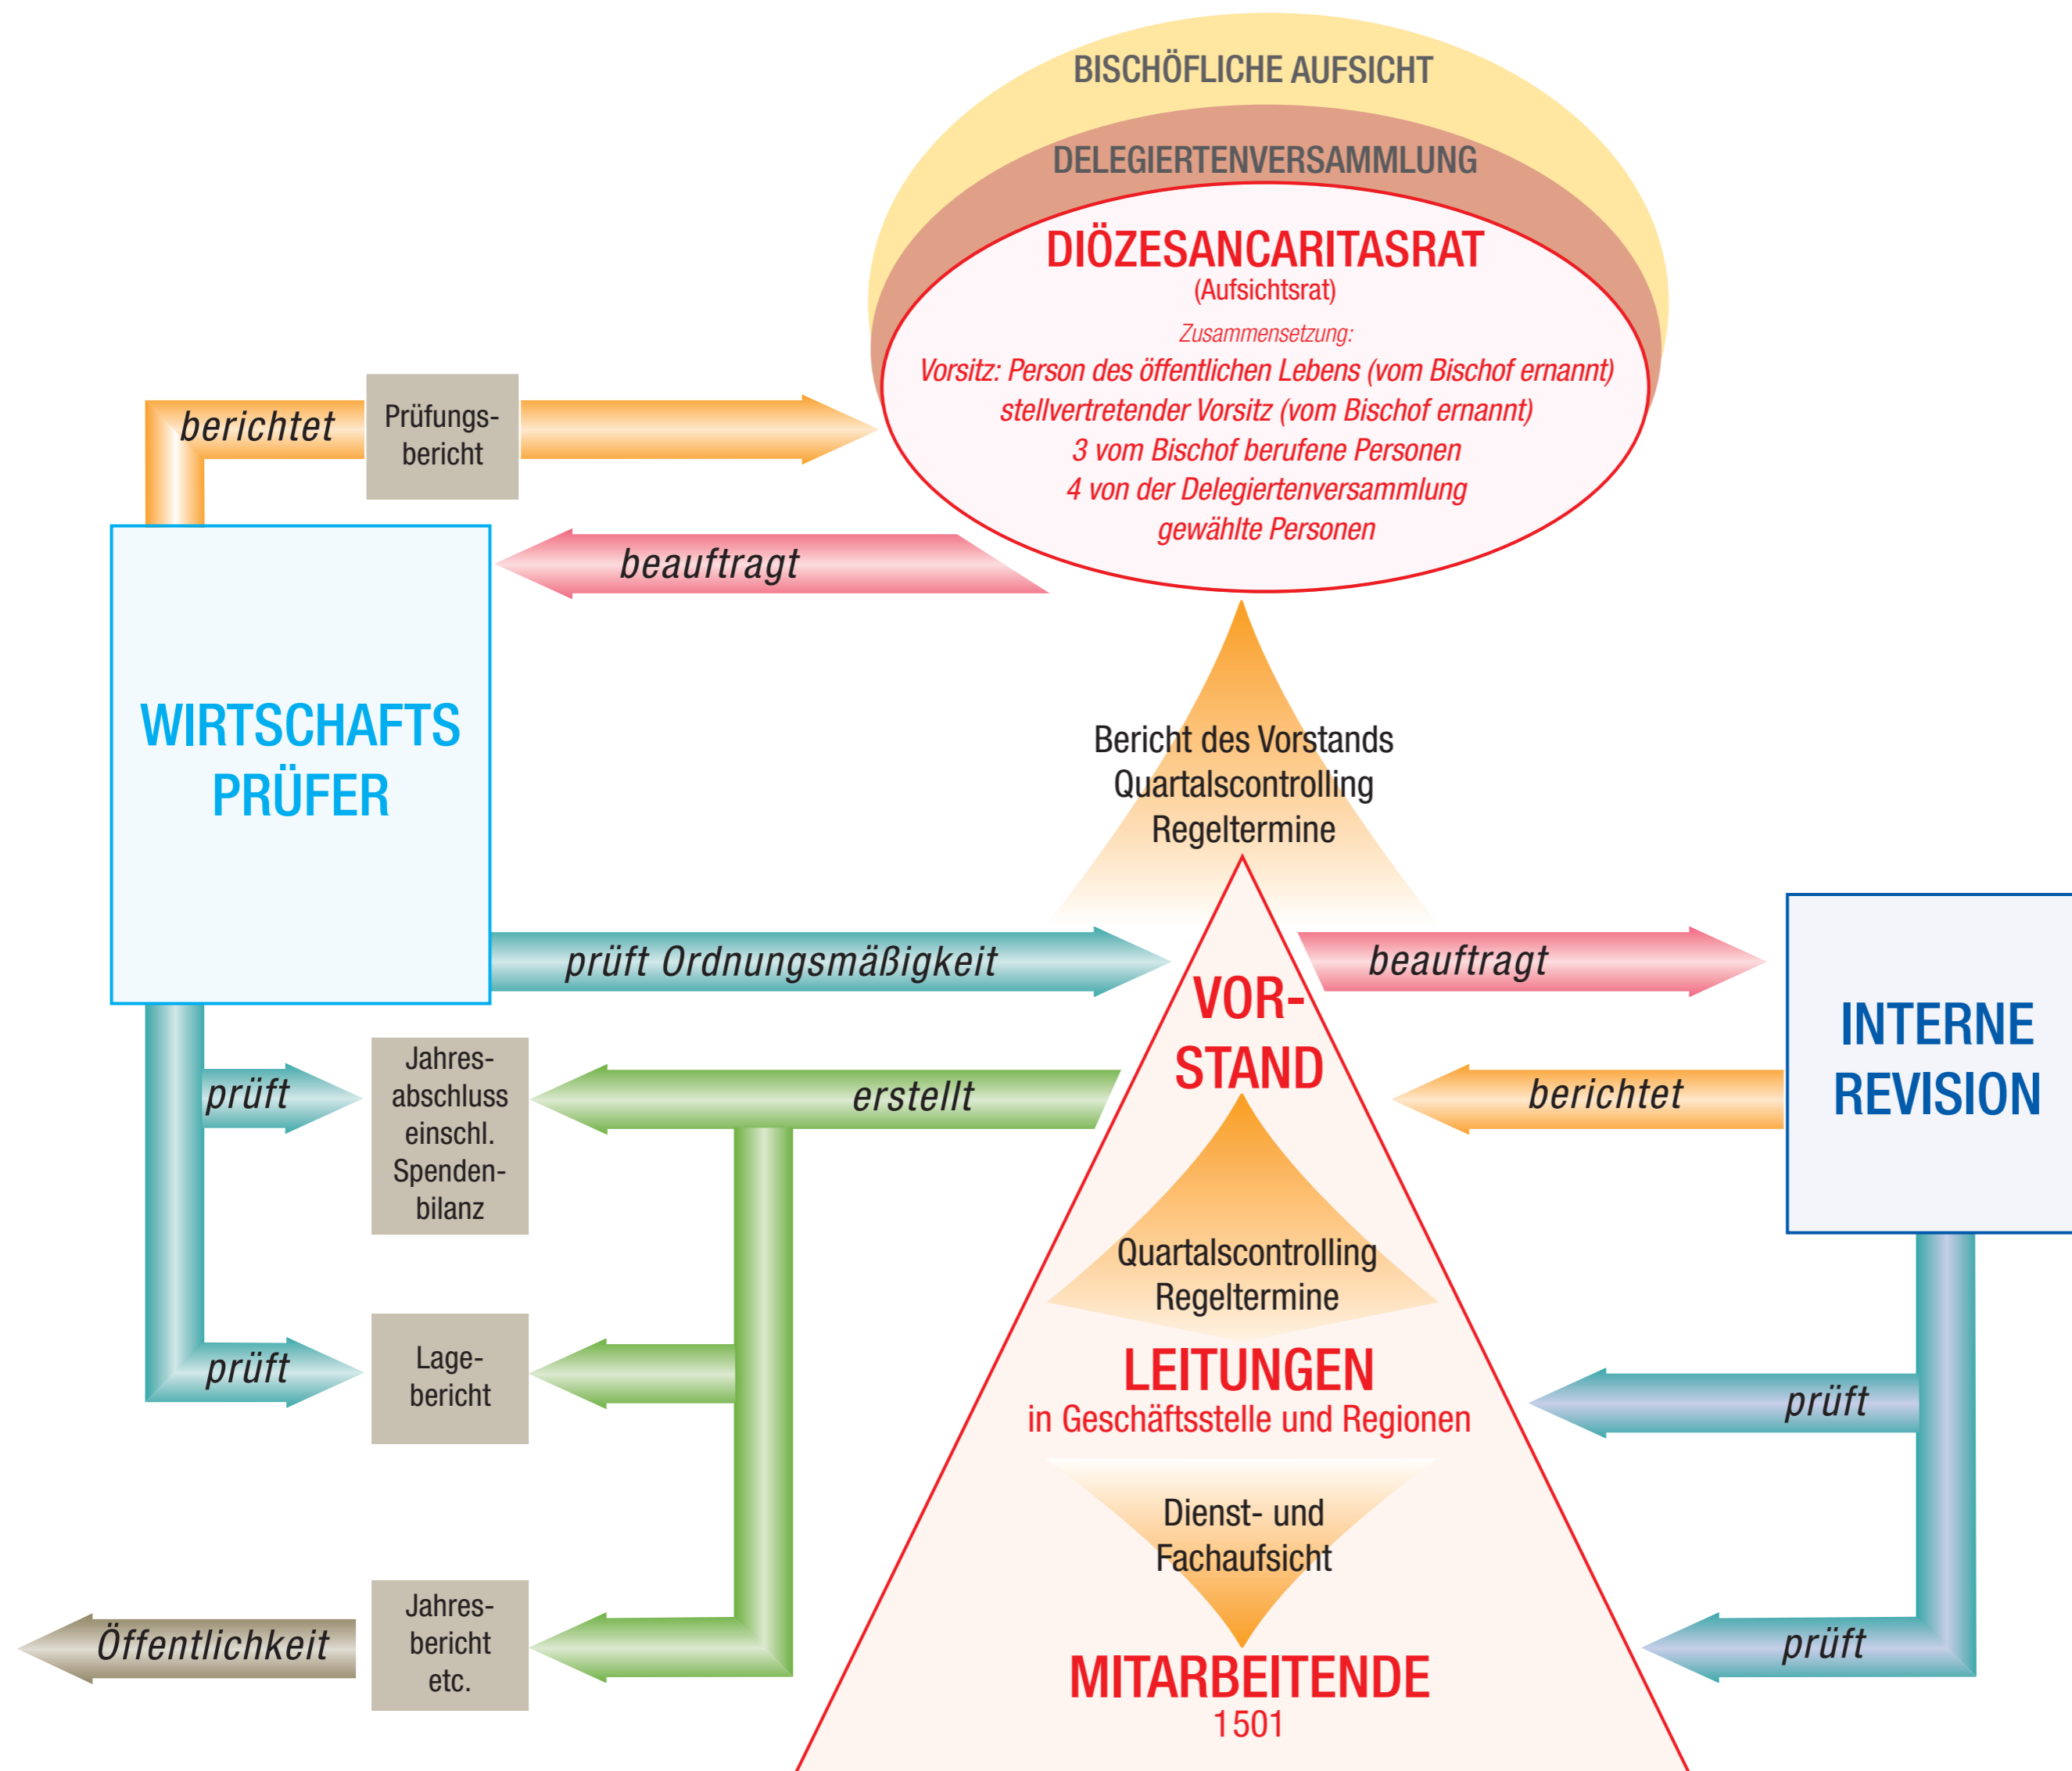 BISCHÖFLICHE AUFSICHT
DELEGIERTENVERSAMMLUNG
DIÖZESANCARITASRAT
(Aufsichtsrat)
Zusammensetzung:
Vorsitz: Person des öffentlichen Lebens (vom Bischof ernannt)
stellvertretender Vorsitz (vom Bischof ernannt)
3 vom Bischof berufene Personen
4 von der Delegiertenversammlung
gewählte Personen
berichtet
Prüfungs-
bericht
beauftragt
WIRTSCHAFTS
PRÜFER
Bericht des Vorstands
Quartalscontrolling
Regeltermine
prüft Ordnungsmäßigkeit
VOR-
STAND
beauftragt
INTERNE
REVISION
prüft
Jahres-
abschluss
einschl.
Spenden-
bilanz
erstellt
berichtet
Quartalscontrolling
Regeltermine
prüft
Lage-
bericht
LEITUNGEN
in Geschäftsstelle und Regionen
prüft
Dienst- und
Fachaufsicht
Öffentlichkeit
Jahres-
bericht
etc.
MITARBEITENDE
1501
prüft